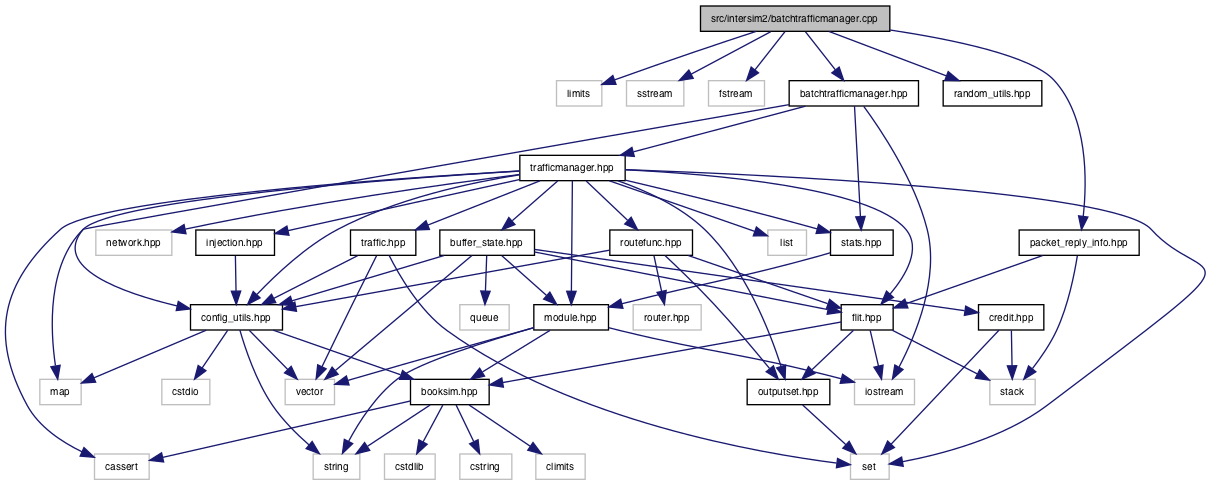 src/intersim2/batchtrafficmanager.cpp
limits
sstream
fstream
batchtrafficmanager.hpp
random_utils.hpp
trafficmanager.hpp
network.hpp
injection.hpp
traffic.hpp
buffer_state.hpp
routefunc.hpp
list
stats.hpp
packet_reply_info.hpp
config_utils.hpp
queue
module.hpp
router.hpp
flit.hpp
credit.hpp
map
cstdio
vector
booksim.hpp
outputset.hpp
iostream
stack
cassert
string
cstdlib
cstring
climits
set